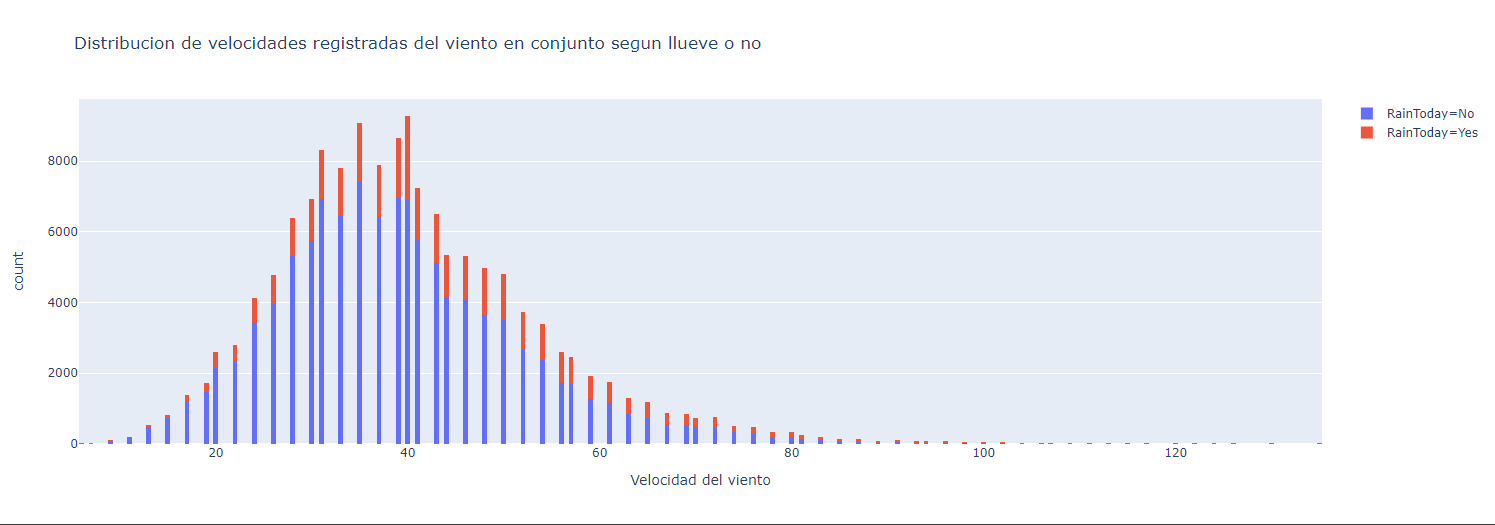 Distribucion de velocidades registradas del viento en conjunto segun llueve o no
RainToday=No
RainToday=Yes
8000
6000
4000
2000
0
count
20
40
60
80
100
120
Velocidad del viento